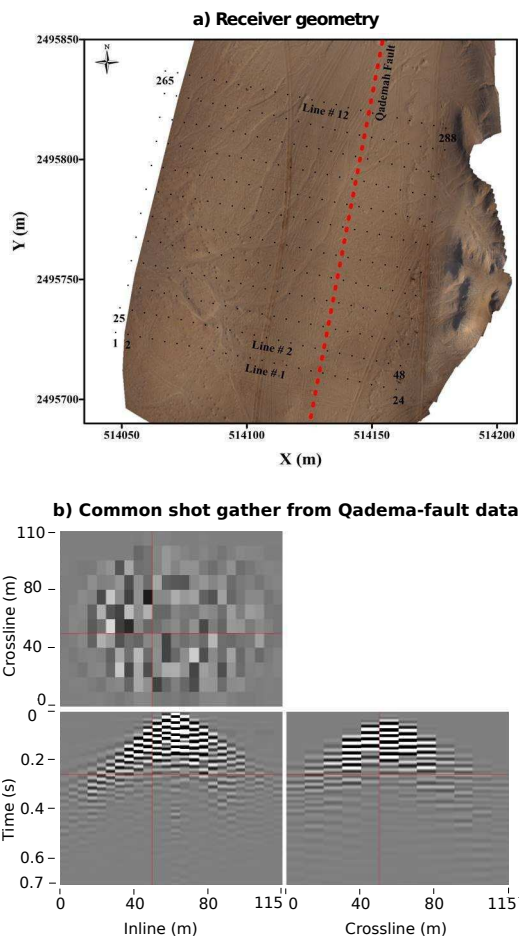 a) Receiver geometry
2495850
N
265
Line # 12
Qademah Fault
288
2495800
Y (m)
2495750
25
1 2
Line # 2
Line # 1
48
24
2495700
514050 514100 514150 514200
X (m)
b) Common shot gather from Qadema-fault data
110
80
Crossline (m)
40
0
0
0.2
Time (s)
0.4
0.6
0.7
0 40 80 115 0 40 80 115
Inline (m) Crossline (m)